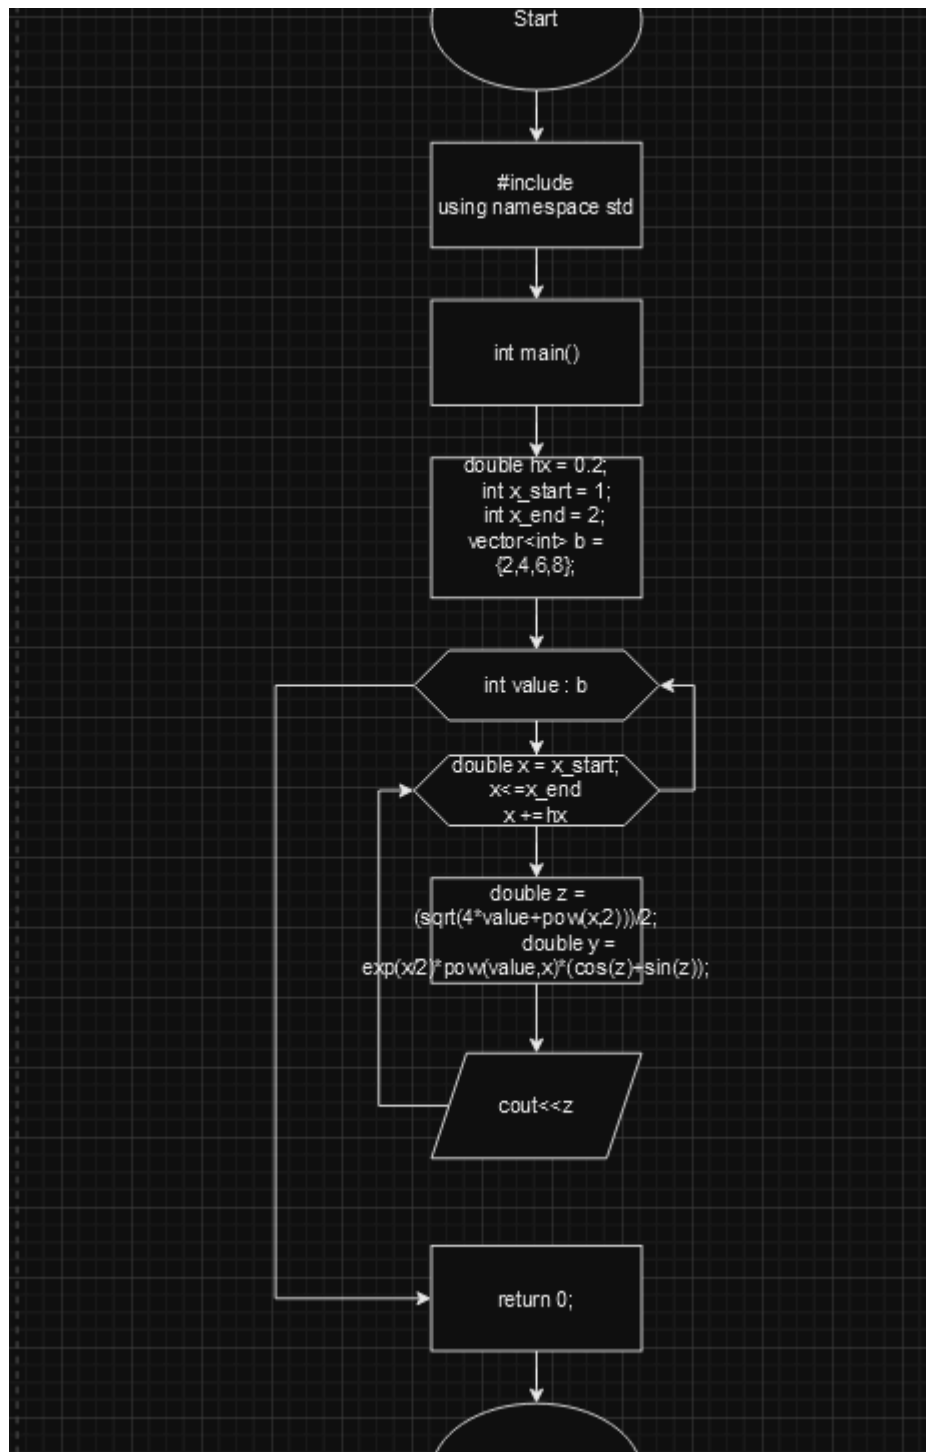 Start
#include
using namespace std
int main()
double hx = 0.2;
int x_start = 1;
int x_end = 2;
vector<int> b =
{2,4,6,8};
int value : b
double x = x_start;
x<=x_end
x +=hx
double z =
(sqrt(4*value+pow(x,2)))/2;
double y =
exp(x/2)*pow(value,x)*(cos(z)+sin(z));
cout<<z
return 0;